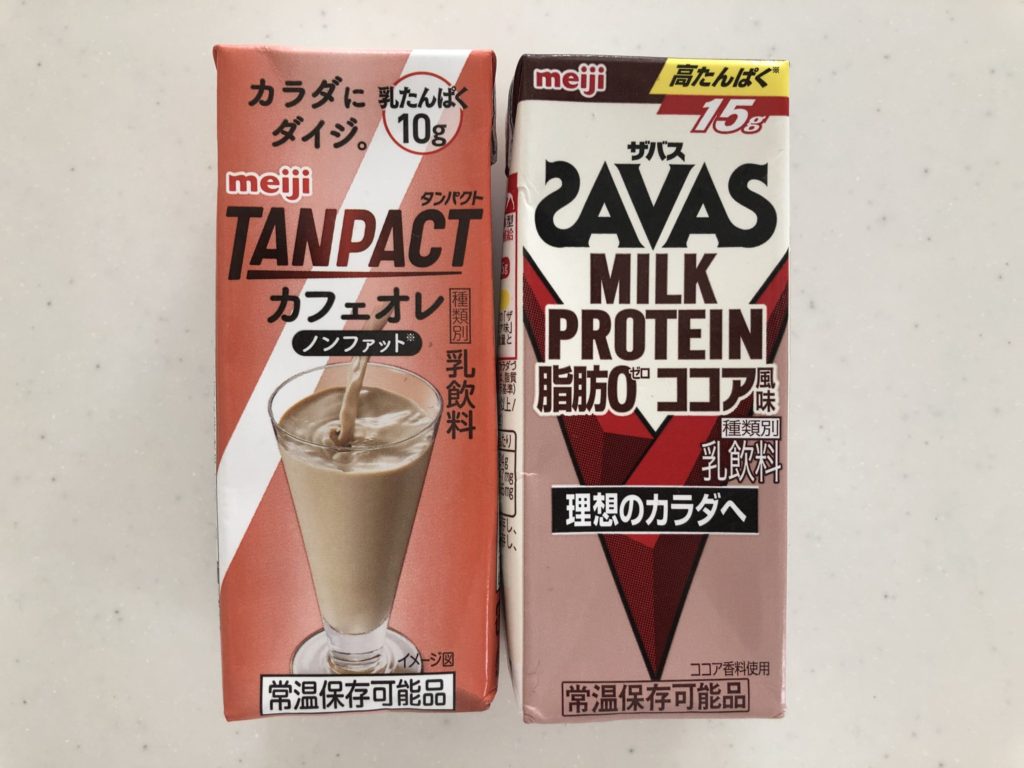 カラダに
ダイジ。
乳たんぱく
10g
meiji
タンパクト
TANPACT
カフェオレ
ノンファット※
種類別
乳飲料
イメージ図
常温保存可能品
meiji
高たんぱく※
15g
ザバス
SAVAS
MILK
PROTEIN
脂肪0ゼロ ココア風味
種類別
乳飲料
理想のカラダへ
ココア香料使用
常温保存可能品